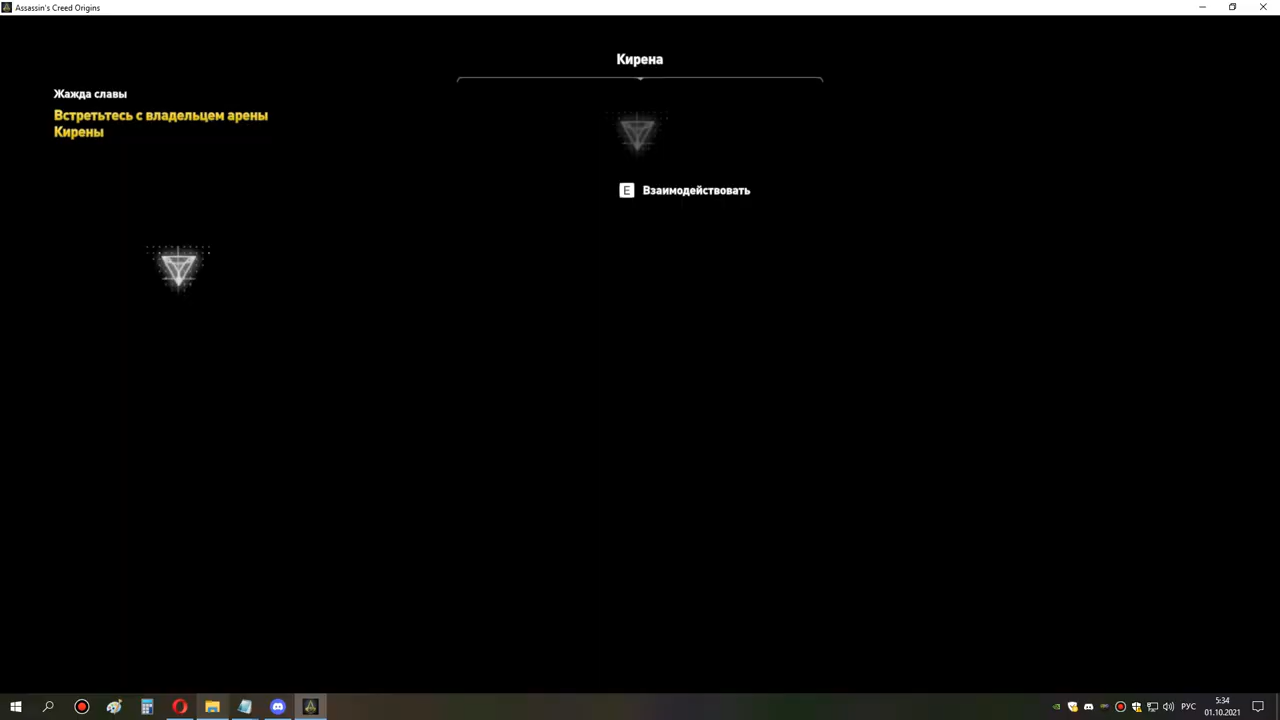 Assassin's Creed Origins
Кирена
Жажда славы
Встретьтесь с владельцем арены
Кирены
E Взаимодействовать
РУС
5:34
01.10.2021